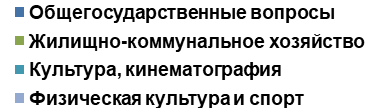 Общегосударственные вопросы
Жилищно-коммунальное хозяйство
Культура, кинематография
Физическая культура и спорт